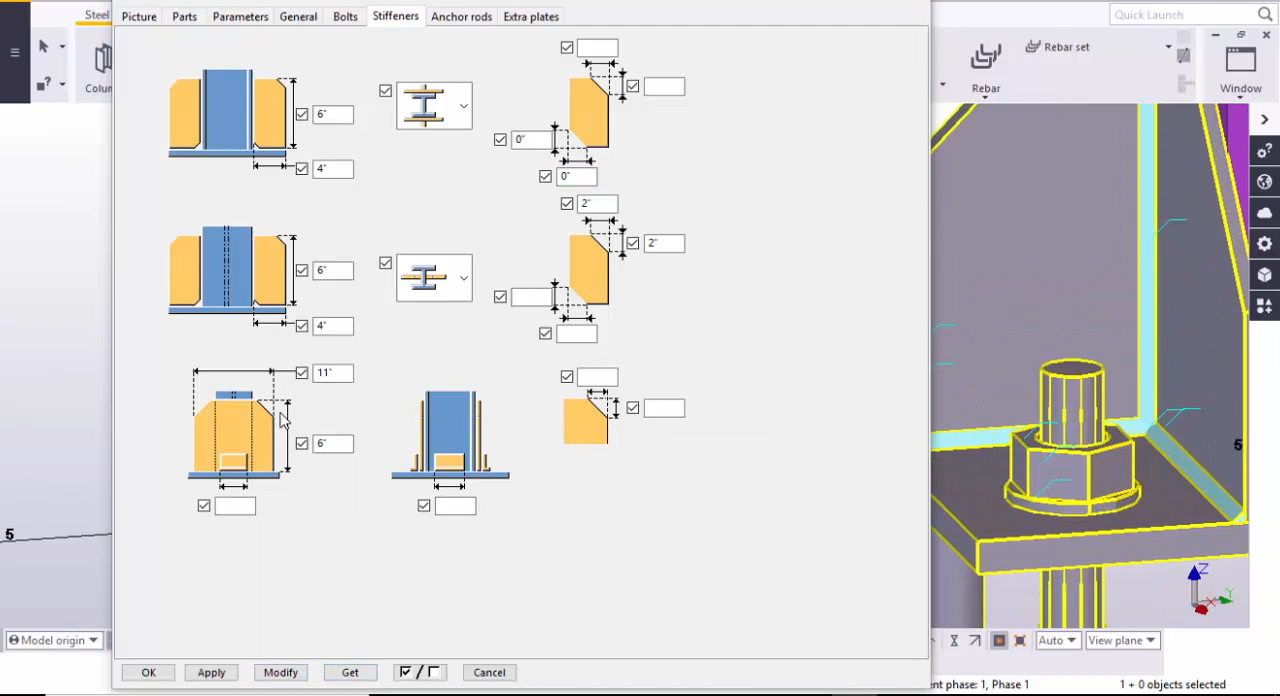 Steel
Picture
Parts
Parameters
General
Bolts
Stiffeners
Anchor rods
Extra plates
Quick Launch
Rebar set
Colu
Rebar
Window
6"
4"
0"
0"
2"
2"
6"
4"
11"
6"
5
5
Z
Y
X
Model origin
Auto
View plane
OK
Apply
Modify
Get
/
Cancel
nt phase: 1, Phase 1
1 + 0 objects selected